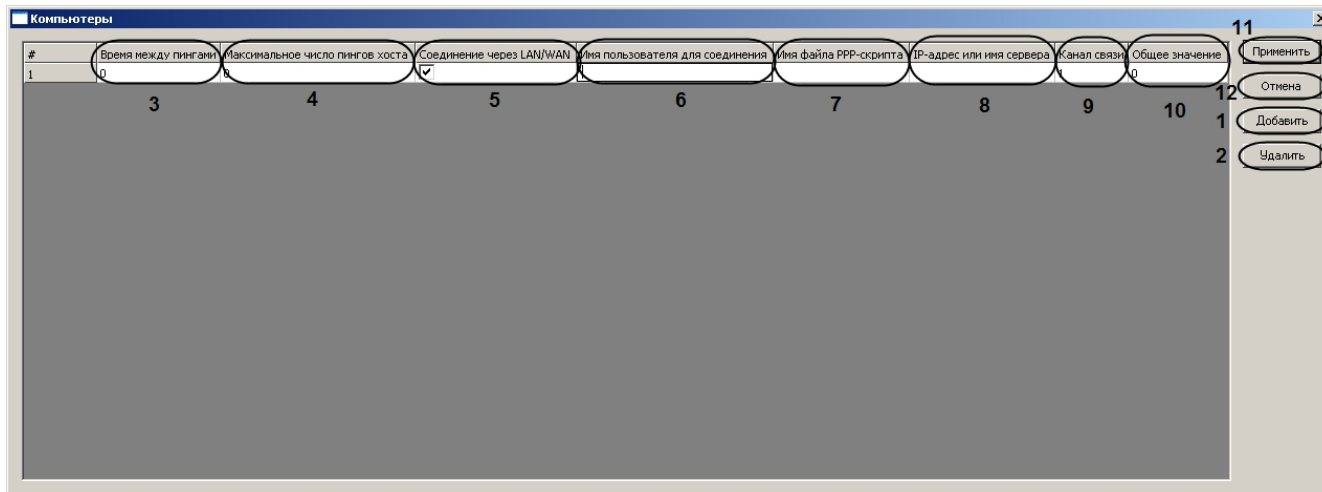 Компьютеры
11
# Время между пингами Максимальное число пингов хоста Соединение через LAN/WAN Имя пользователя для соединения Имя файла PPP-скрипта IP-адрес или имя сервера Канал связи Общее значение Применить
1 0 0 1 0
3 4 5 6 7 8 9 10
12 Отмена
1 Добавить
2 Удалить